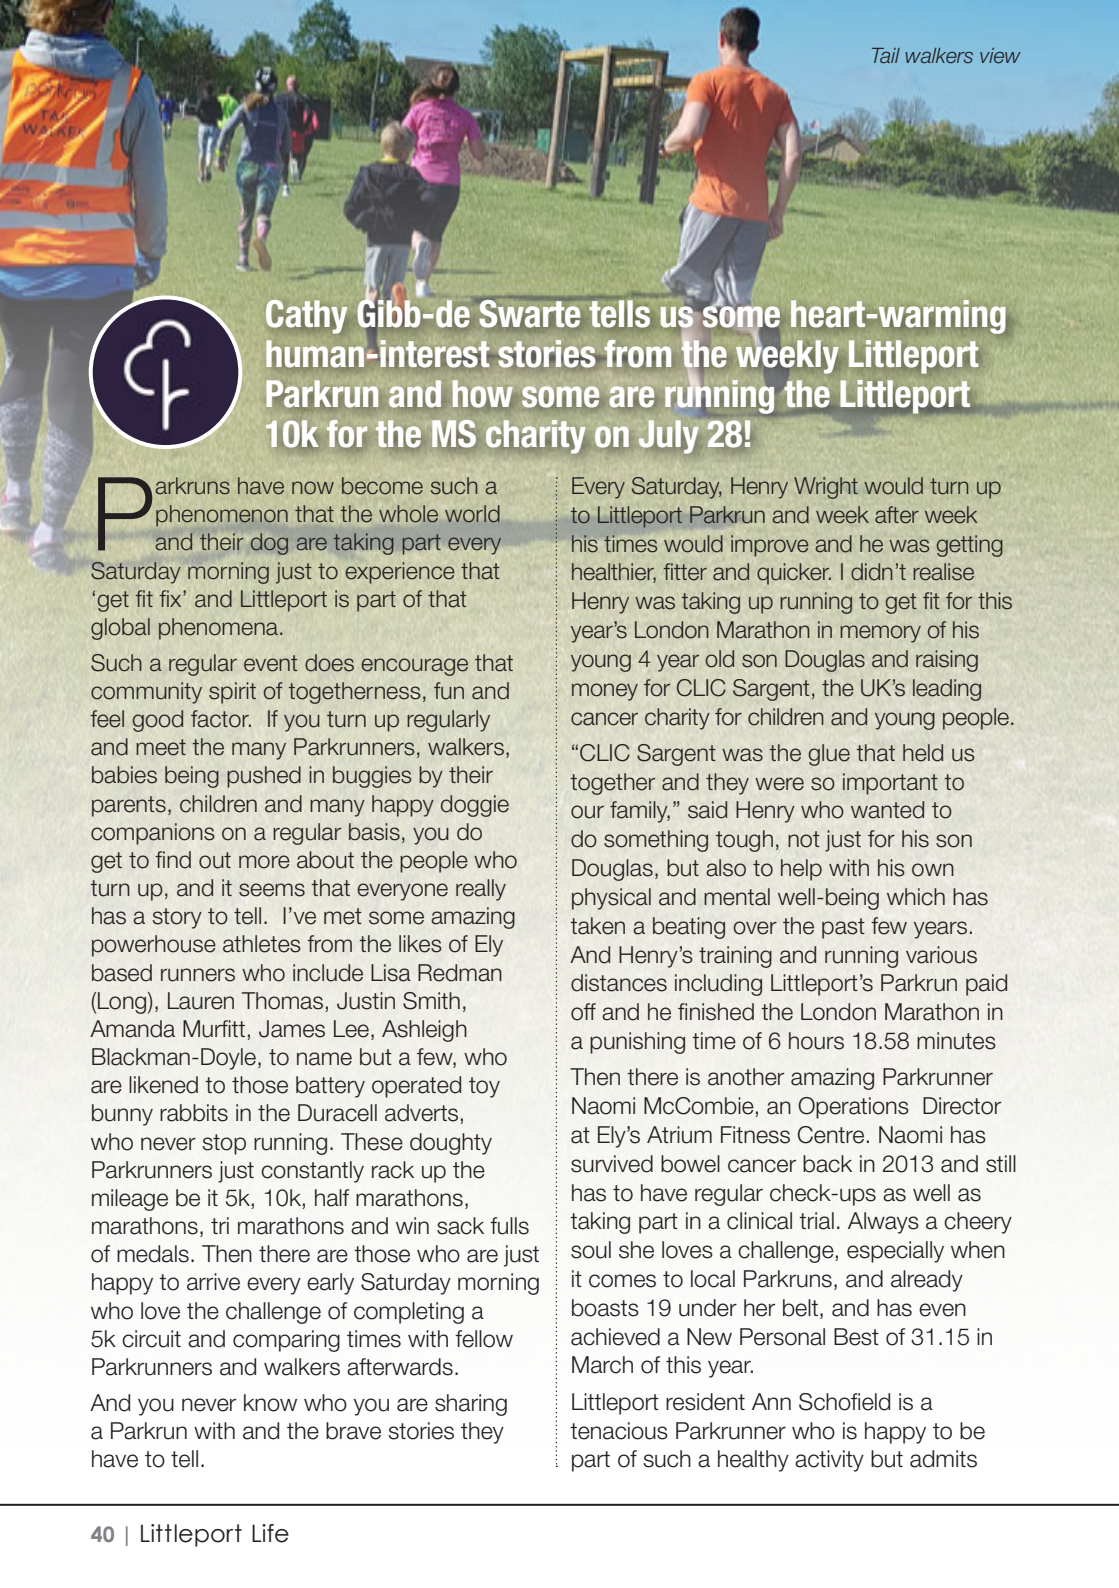 Tail walkers view
parkrun
TAIL
WALKER
Cathy Gibb-de Swarte tells us some heart-warming
human-interest stories from the weekly Littleport
Parkrun and how some are running the Littleport
10k for the MS charity on July 28!
Parkruns have now become such a
phenomenon that the whole world
and their dog are taking part every
Saturday morning just to experience that
‘get fit fix’ and Littleport is part of that
global phenomena.
Such a regular event does encourage that
community spirit of togetherness, fun and
feel good factor.  If you turn up regularly
and meet the many Parkrunners, walkers,
babies being pushed in buggies by their
parents, children and many happy doggie
companions on a regular basis, you do
get to find out more about the people who
turn up, and it seems that everyone really
has a story to tell.  I’ve met some amazing
powerhouse athletes from the likes of Ely
based runners who include Lisa Redman
(Long), Lauren Thomas, Justin Smith,
Amanda Murfitt, James Lee, Ashleigh
Blackman-Doyle, to name but a few, who
are likened to those battery operated toy
bunny rabbits in the Duracell adverts,
who never stop running. These doughty
Parkrunners just constantly rack up the
mileage be it 5k, 10k, half marathons,
marathons, tri marathons and win sack fulls
of medals. Then there are those who are just
happy to arrive every early Saturday morning
who love the challenge of completing a
5k circuit and comparing times with fellow
Parkrunners and walkers afterwards.
And you never know who you are sharing
a Parkrun with and the brave stories they
have to tell.
Every Saturday, Henry Wright would turn up
to Littleport Parkrun and week after week
his times would improve and he was getting
healthier, fitter and quicker. I didn’t realise
Henry was taking up running to get fit for this
year’s London Marathon in memory of his
young 4 year old son Douglas and raising
money for CLIC Sargent, the UK’s leading
cancer charity for children and young people.
“CLIC Sargent was the glue that held us
together and they were so important to
our family,” said Henry who wanted to
do something tough, not just for his son
Douglas, but also to help with his own
physical and mental well-being which has
taken a beating over the past few years.
And Henry’s training and running various
distances including Littleport’s Parkrun paid
off and he finished the London Marathon in
a punishing time of 6 hours 18.58 minutes
Then there is another amazing Parkrunner
Naomi McCombie, an Operations  Director
at Ely’s Atrium Fitness Centre. Naomi has
survived bowel cancer back in 2013 and still
has to have regular check-ups as well as
taking part in a clinical trial. Always a cheery
soul she loves a challenge, especially when
it comes to local Parkruns, and already
boasts 19 under her belt, and has even
achieved a New Personal Best of 31.15 in
March of this year.
Littleport resident Ann Schofield is a
tenacious Parkrunner who is happy to be
part of such a healthy activity but admits
40 | Littleport Life